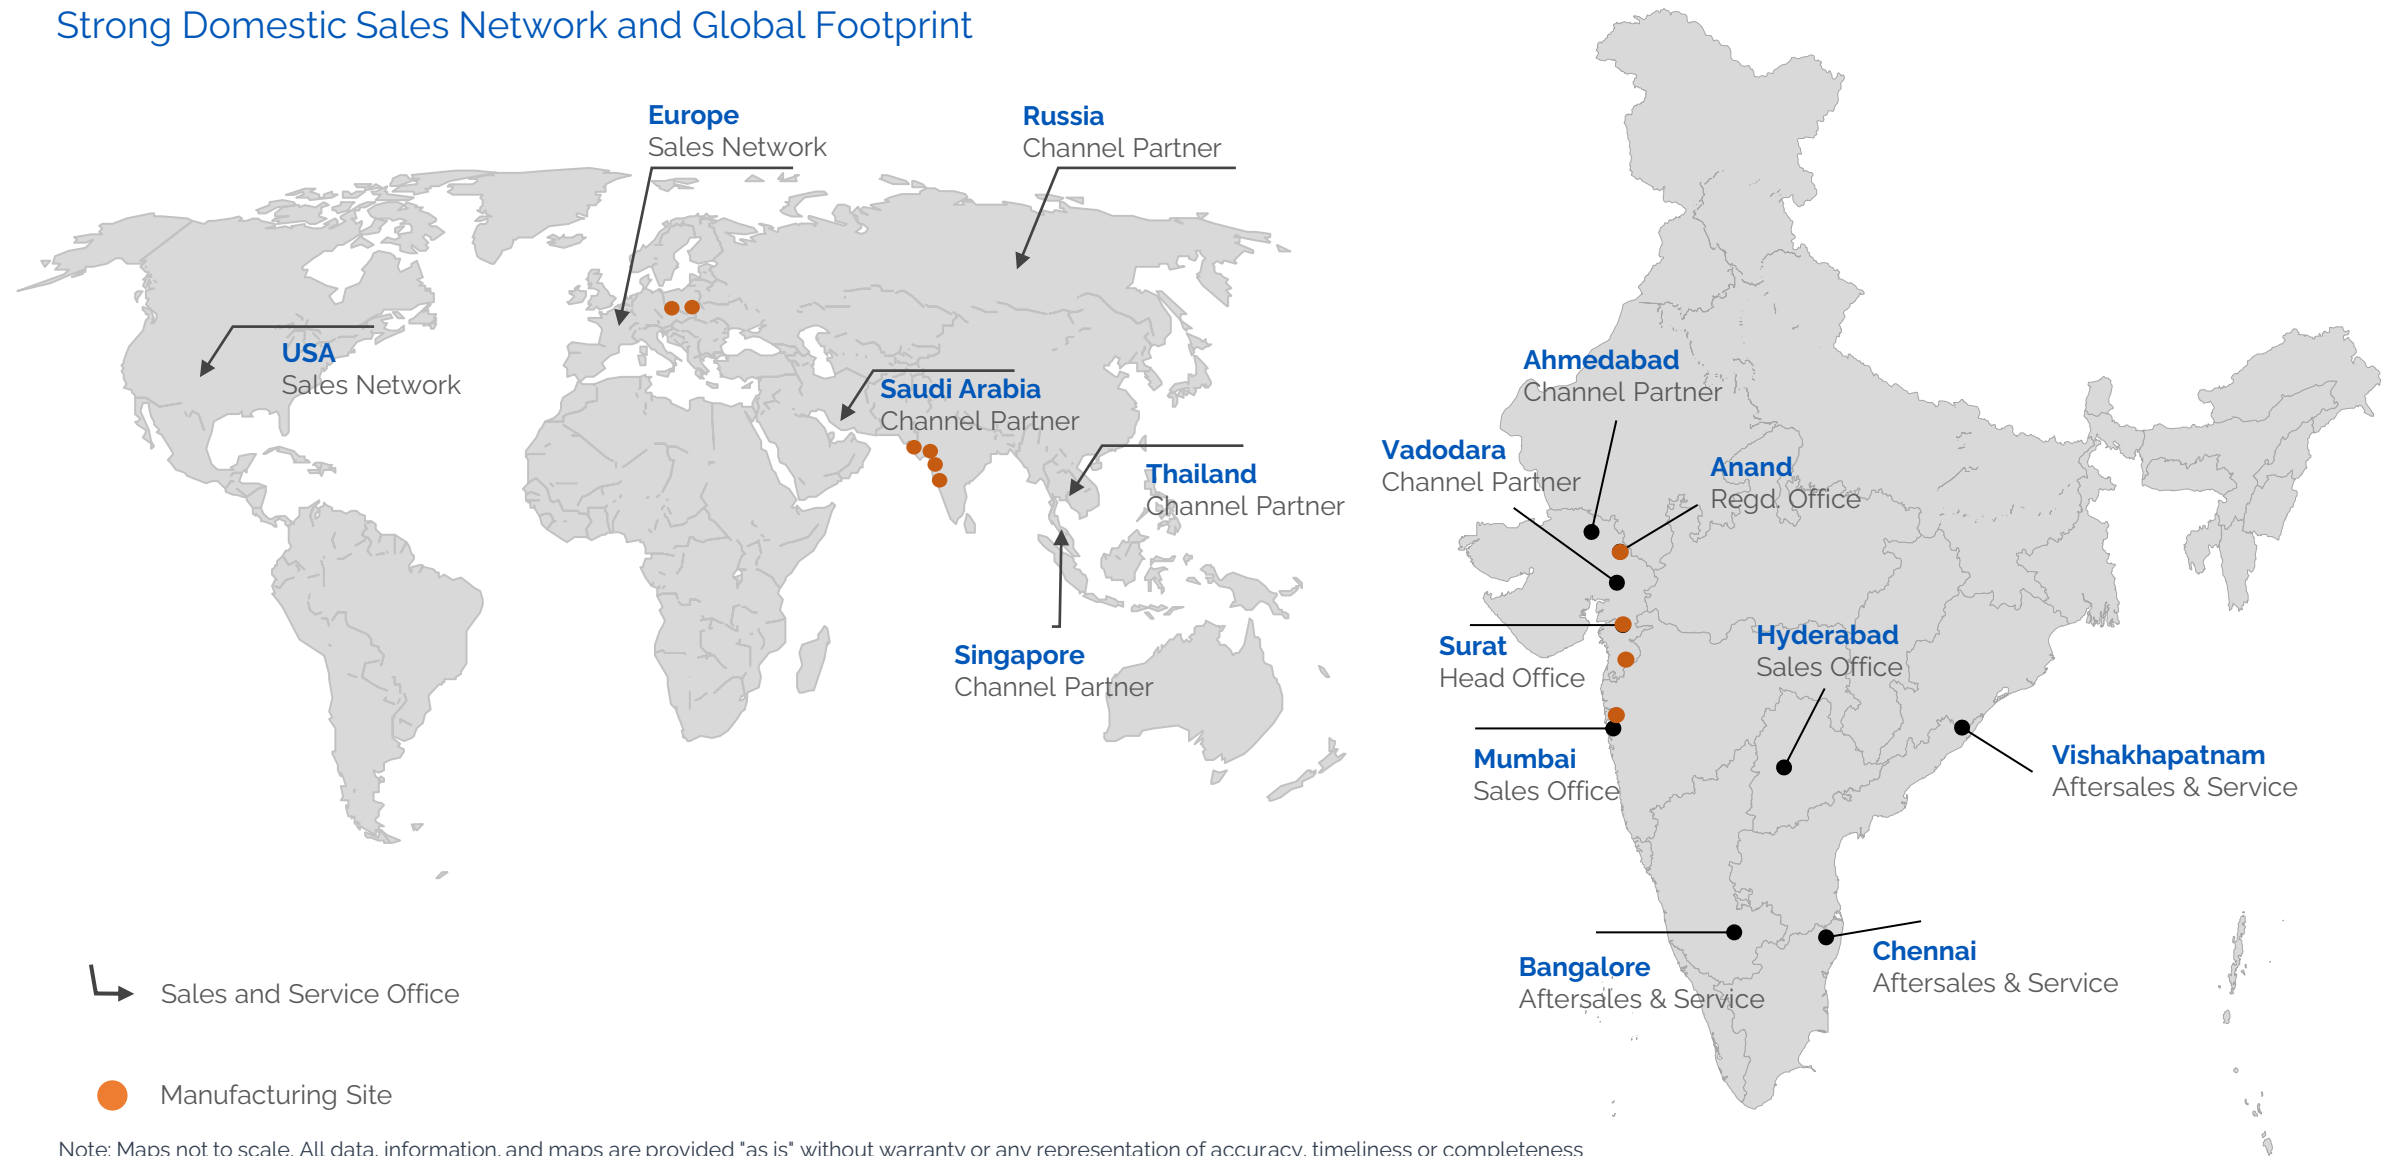 Strong Domestic Sales Network and Global Footprint
Europe
Sales Network
Russia
Channel Partner
USA
Sales Network
Saudi Arabia
Channel Partner
Thailand
Channel Partner
Singapore
Channel Partner
Sales and Service Office
Manufacturing Site
Ahmedabad
Channel Partner
Vadodara
Channel Partner
Anand
Regd. Office
Surat
Head Office
Hyderabad
Sales Office
Mumbai
Sales Office
Vishakhapatnam
Aftersales & Service
Bangalore
Aftersales & Service
Chennai
Aftersales & Service
Note: Maps not to scale. All data, information, and maps are provided "as is" without warranty or any representation of accuracy, timeliness or completeness